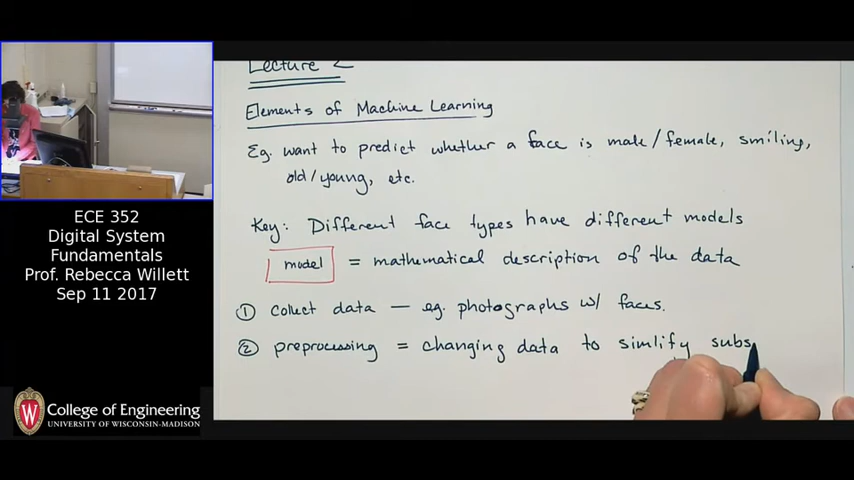 Lecture 2
Elements of Machine Learning
Eg. want to predict whether a face is male/female, smiling,
old/young, etc.
Key: Different face types have different models
model = mathematical description of the data
① collect data — eg. photographs w/ faces.
② preprocessing = changing data to simlify subs
ECE 352
Digital System
Fundamentals
Prof. Rebecca Willett
Sep 11 2017
College of Engineering
UNIVERSITY OF WISCONSIN-MADISON